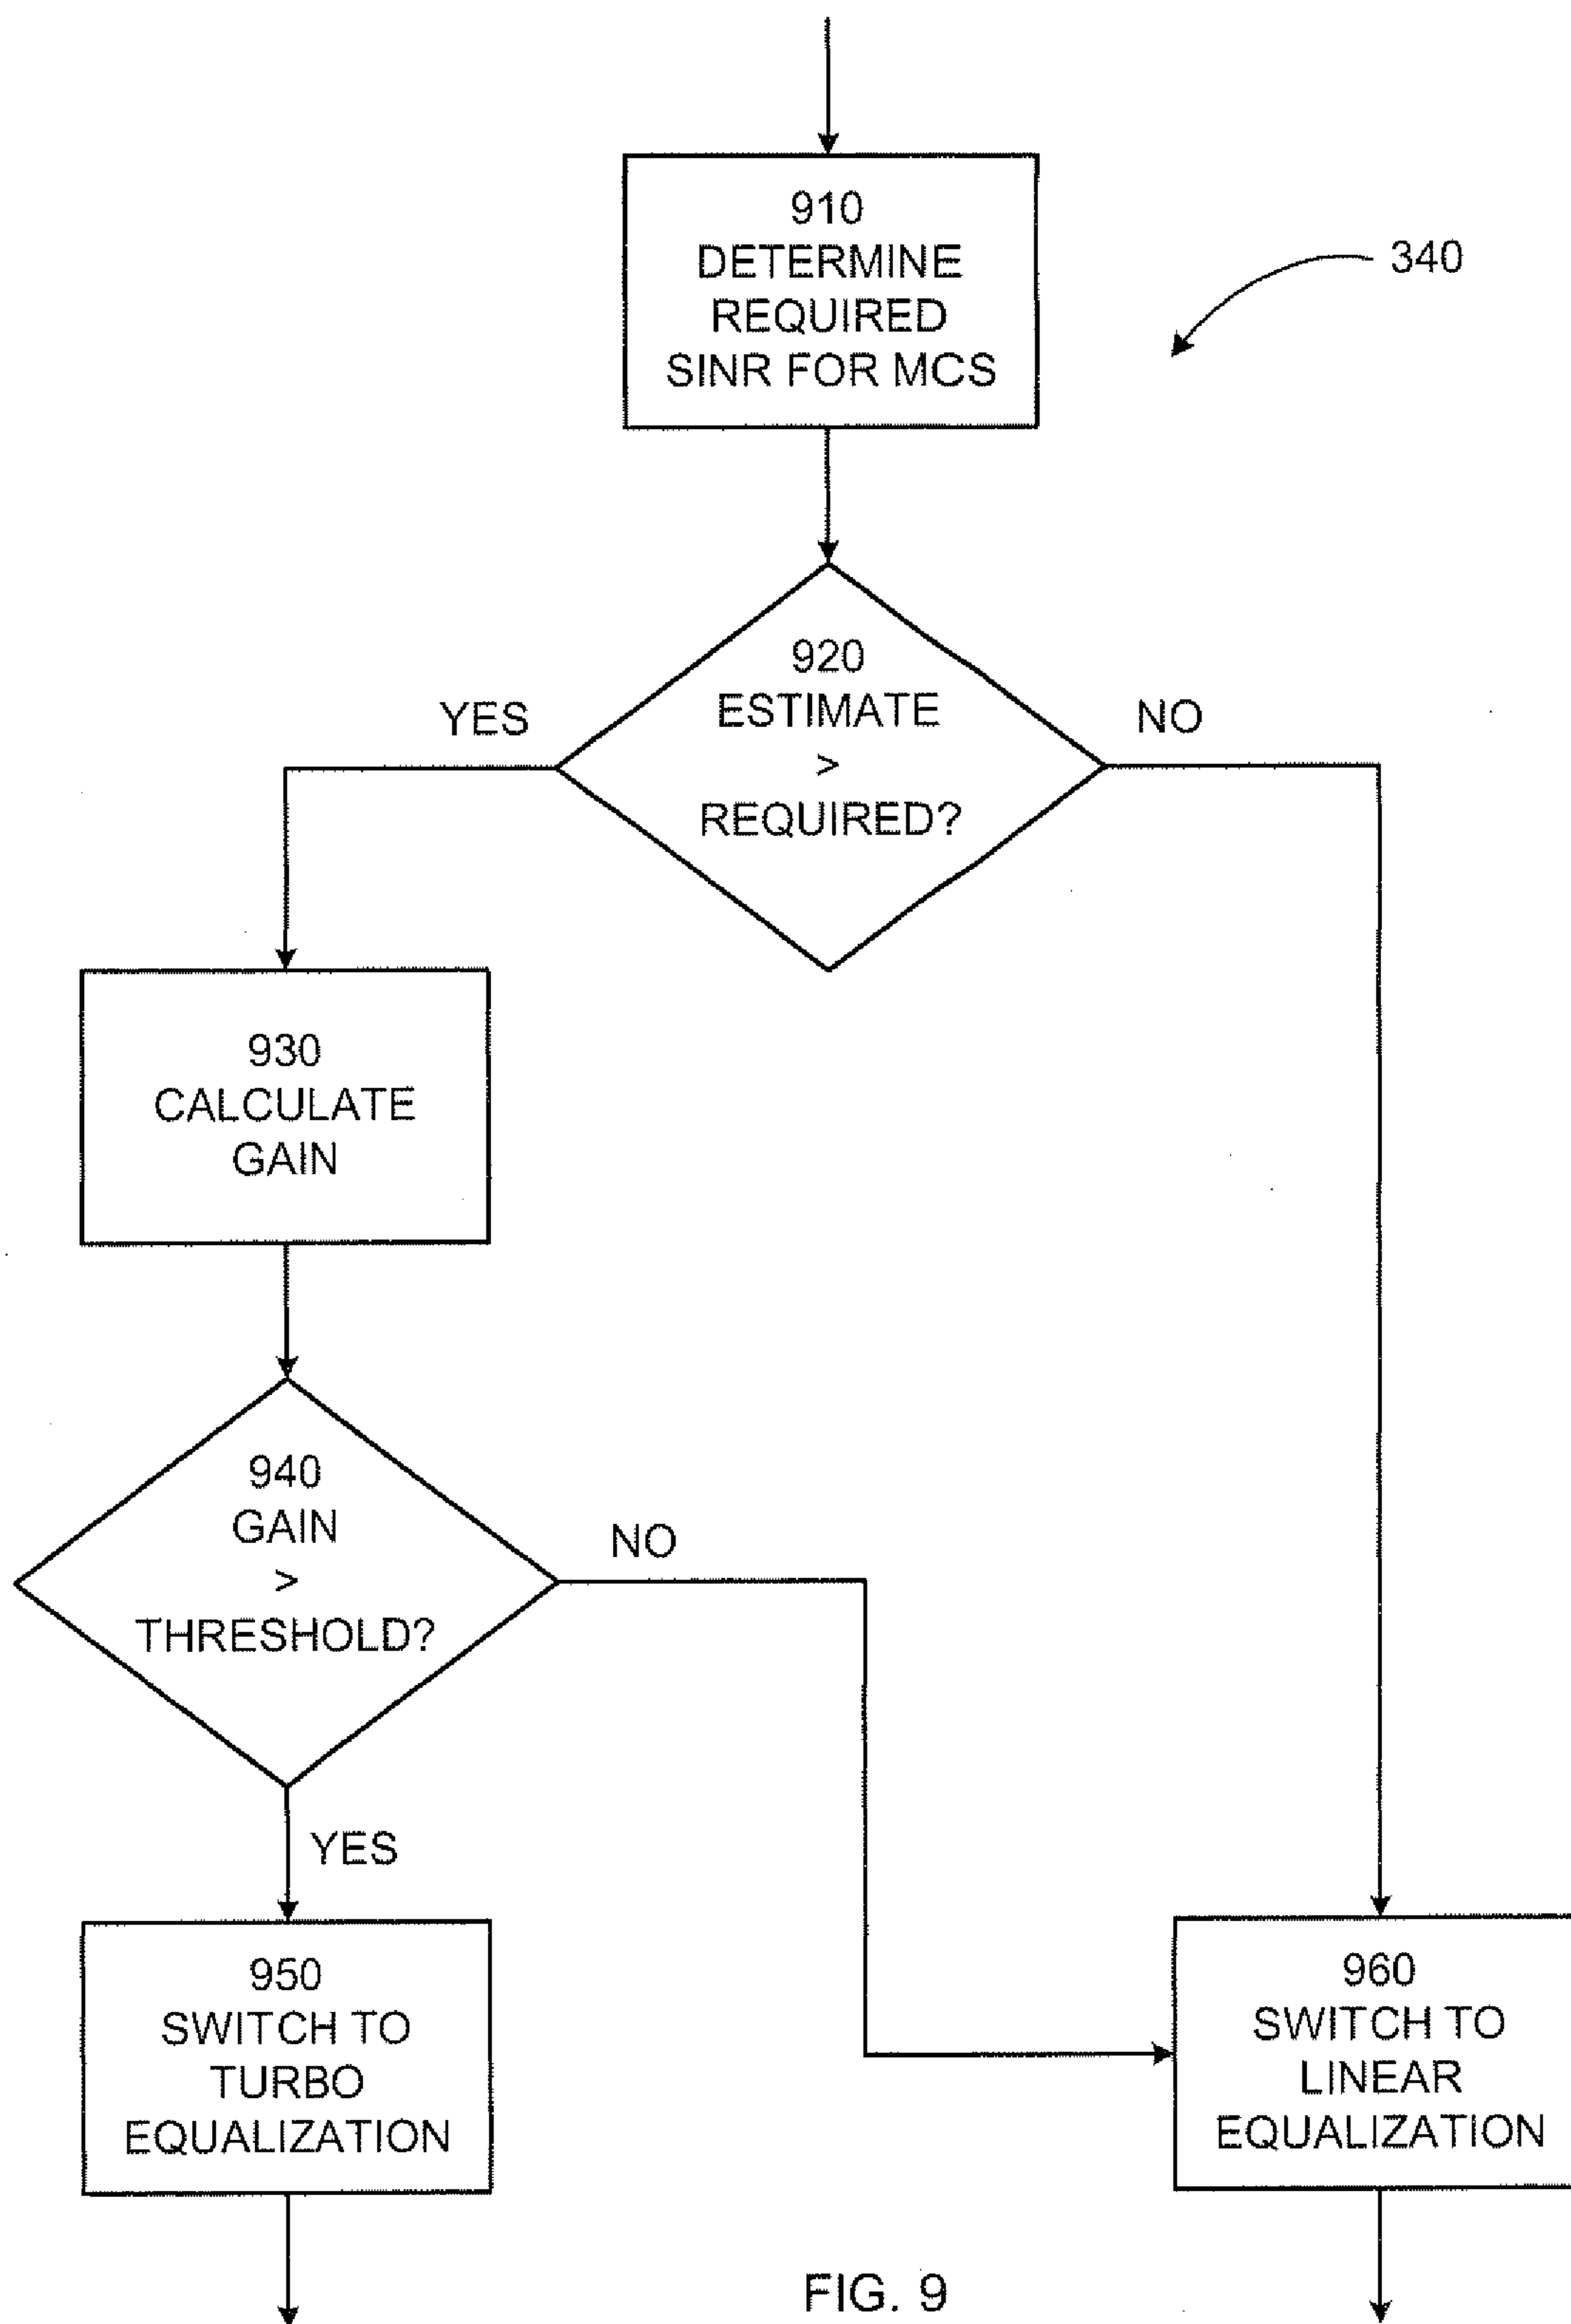 910
DETERMINE
REQUIRED
SINR FOR MCS
340
920
ESTIMATE
>
REQUIRED?
YES
NO
930
CALCULATE
GAIN
940
GAIN
>
THRESHOLD?
NO
YES
950
SWITCH TO
TURBO
EQUALIZATION
960
SWITCH TO
LINEAR
EQUALIZATION
FIG. 9